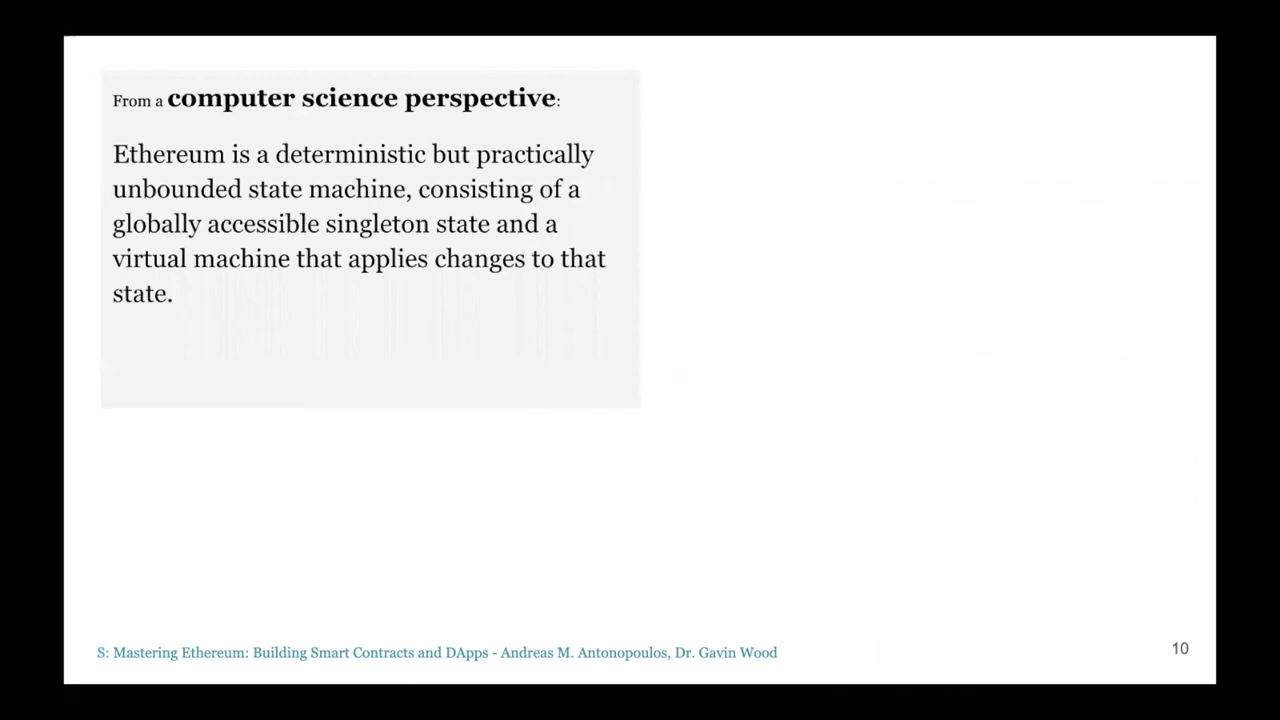 From a computer science perspective:
Ethereum is a deterministic but practically
unbounded state machine, consisting of a
globally accessible singleton state and a
virtual machine that applies changes to that
state.
S: Mastering Ethereum: Building Smart Contracts and DApps - Andreas M. Antonopoulos, Dr. Gavin Wood
10